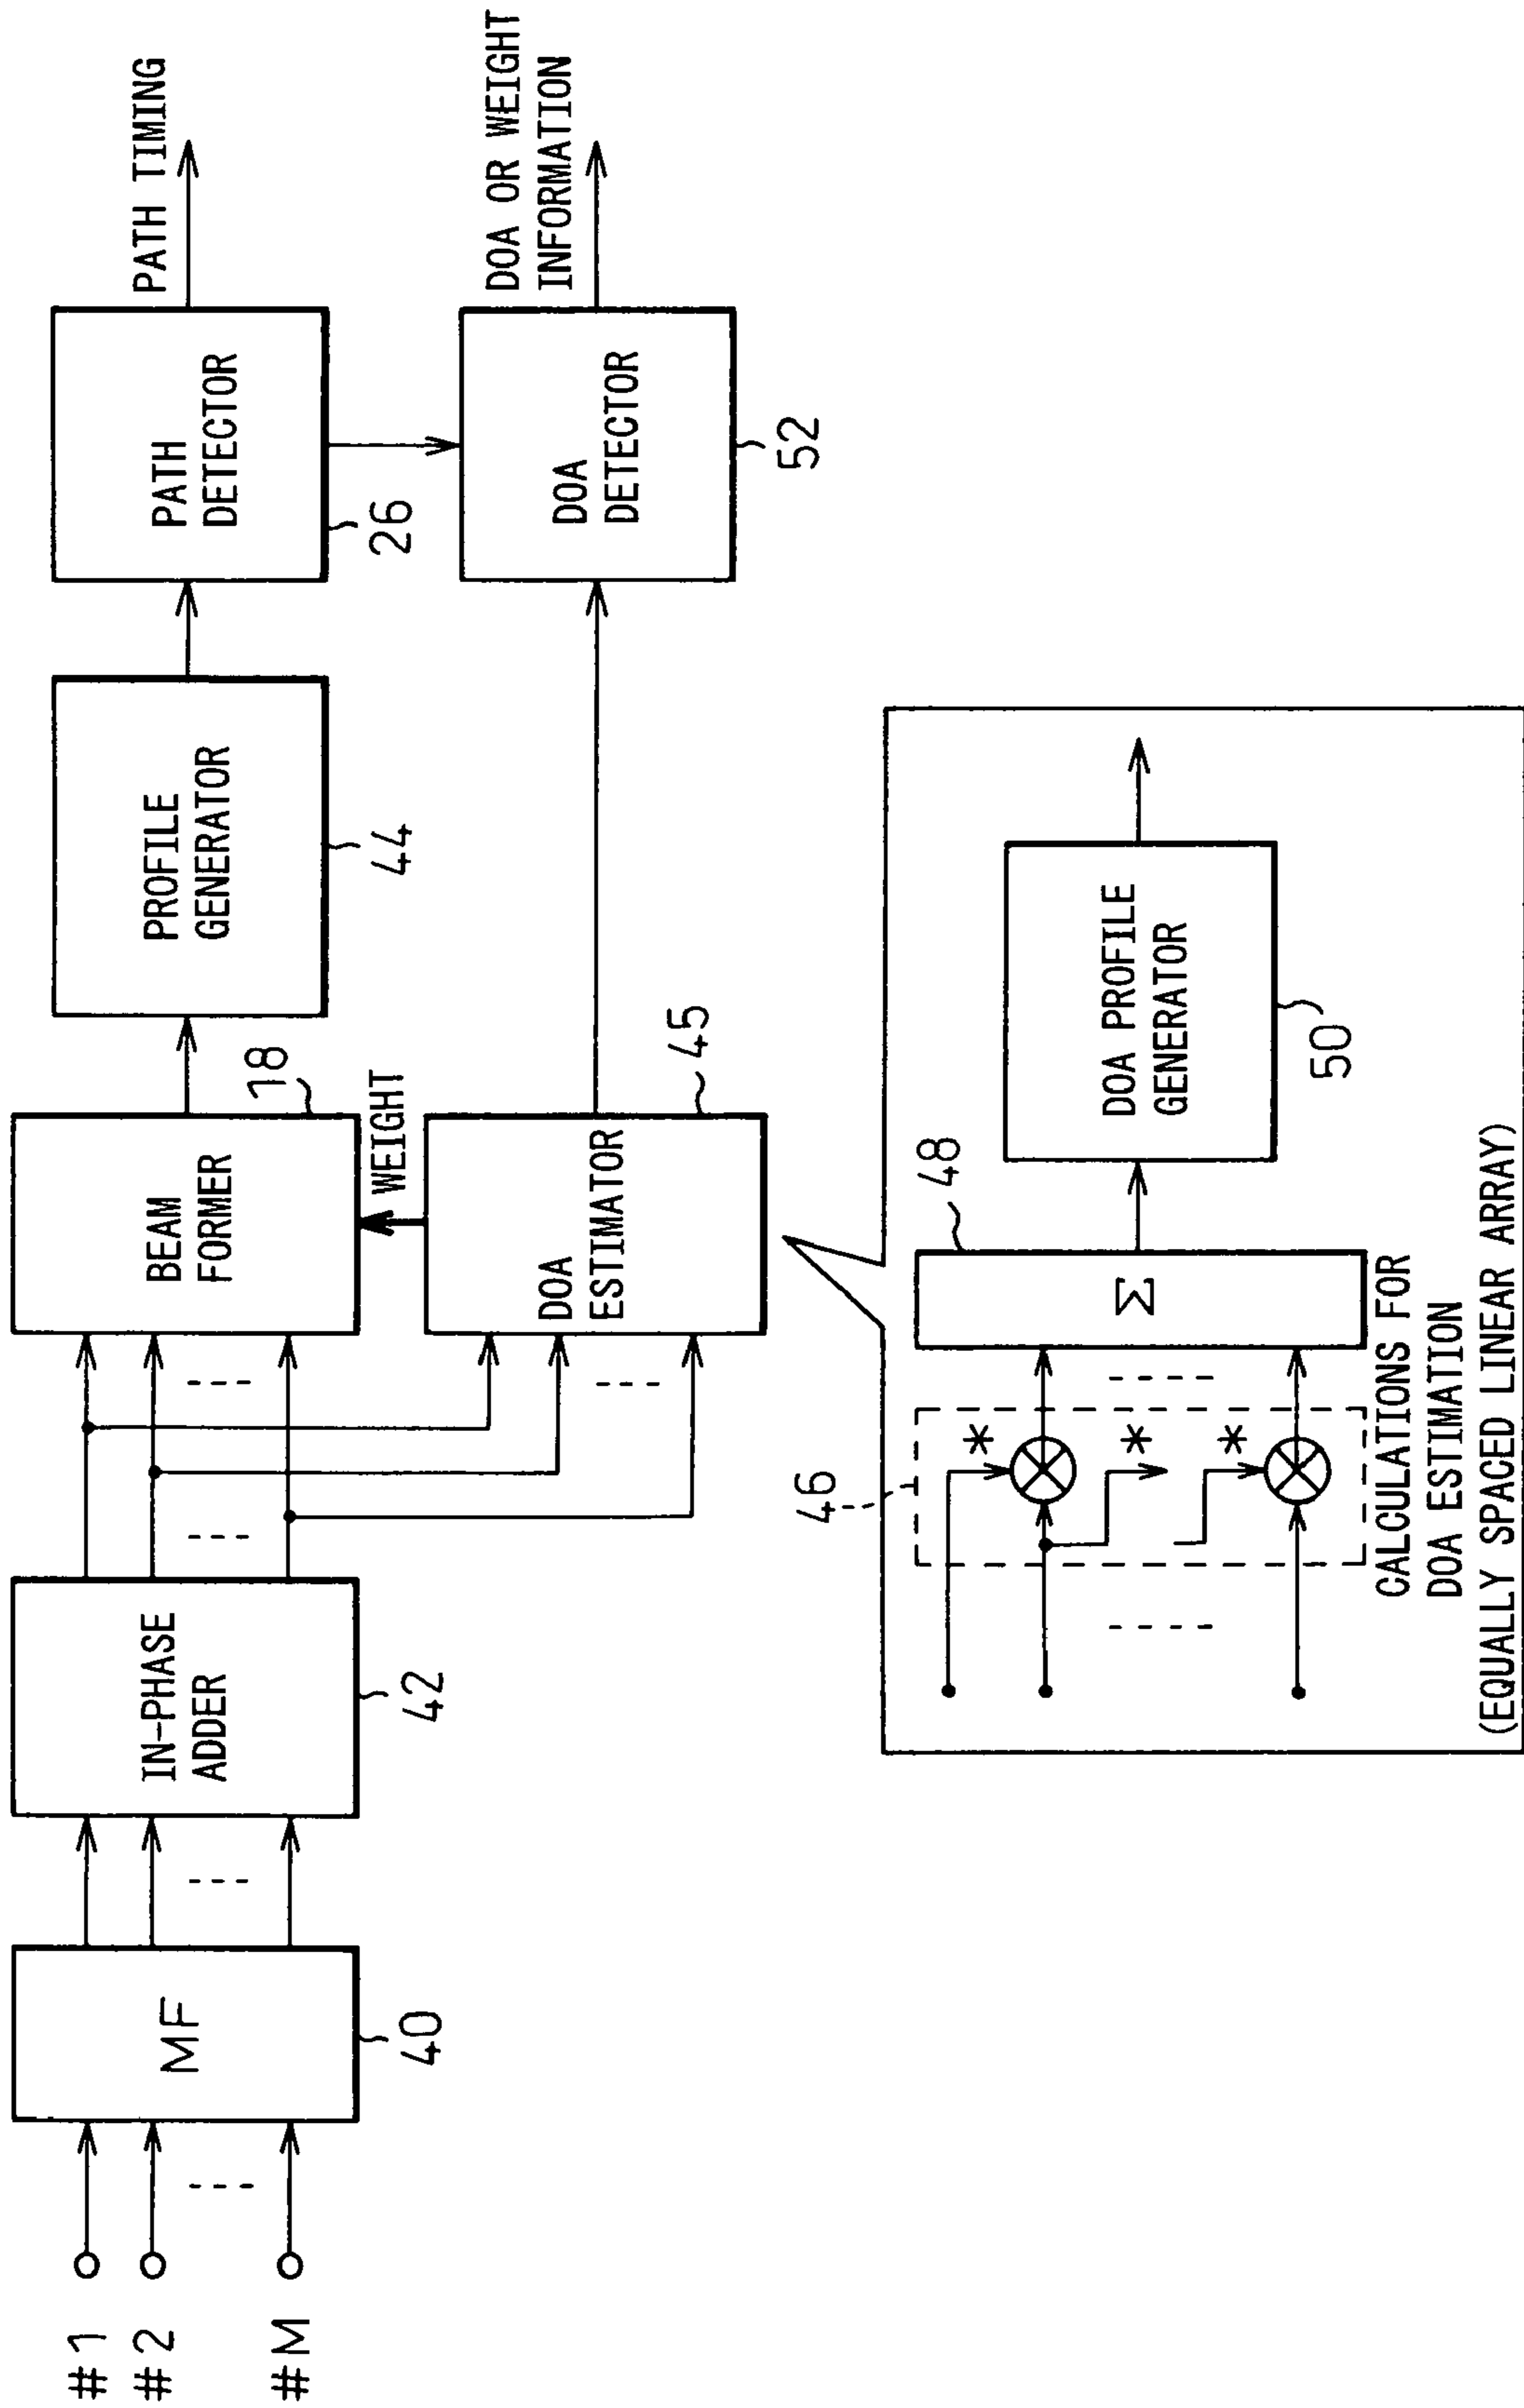 #1
#2
#M
MF
40
IN-PHASE
ADDER
42
BEAM
FORMER
18
WEIGHT
DOA
ESTIMATOR
45
PROFILE
GENERATOR
44
PATH
DETECTOR
26
PATH TIMING
DOA
DETECTOR
52
DOA OR WEIGHT
INFORMATION
46
*
*
*
Σ
48
DOA PROFILE
GENERATOR
50
CALCULATIONS FOR
DOA ESTIMATION
(EQUALLY SPACED LINEAR ARRAY)